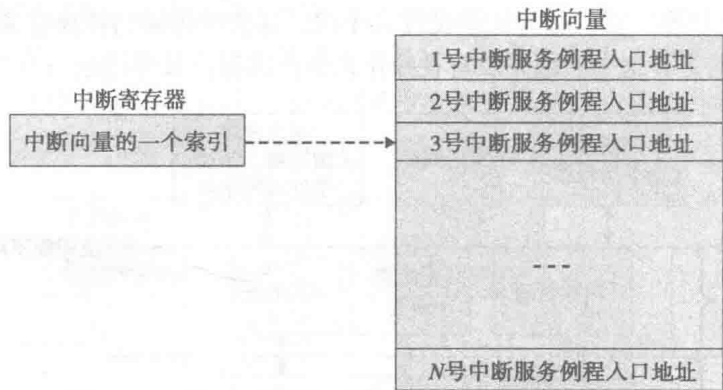 中断向量
1号中断服务例程入口地址
2号中断服务例程入口地址
中断寄存器
中断向量的一个索引
3号中断服务例程入口地址
---
N号中断服务例程入口地址